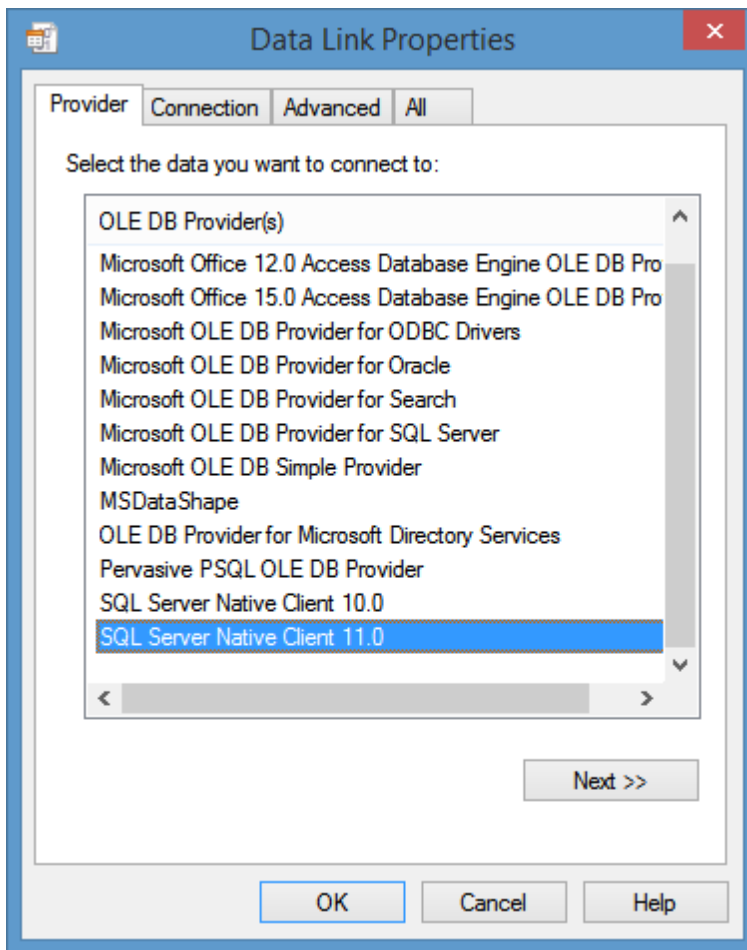 Data Link Properties
Provider Connection Advanced All
Select the data you want to connect to:
OLE DB Provider(s)
Microsoft Office 12.0 Access Database Engine OLE DB Pro
Microsoft Office 15.0 Access Database Engine OLE DB Pro
Microsoft OLE DB Provider for ODBC Drivers
Microsoft OLE DB Provider for Oracle
Microsoft OLE DB Provider for Search
Microsoft OLE DB Provider for SQL Server
Microsoft OLE DB Simple Provider
MSDataShape
OLE DB Provider for Microsoft Directory Services
Pervasive PSQL OLE DB Provider
SQL Server Native Client 10.0
SQL Server Native Client 11.0
Next >>
OK Cancel Help